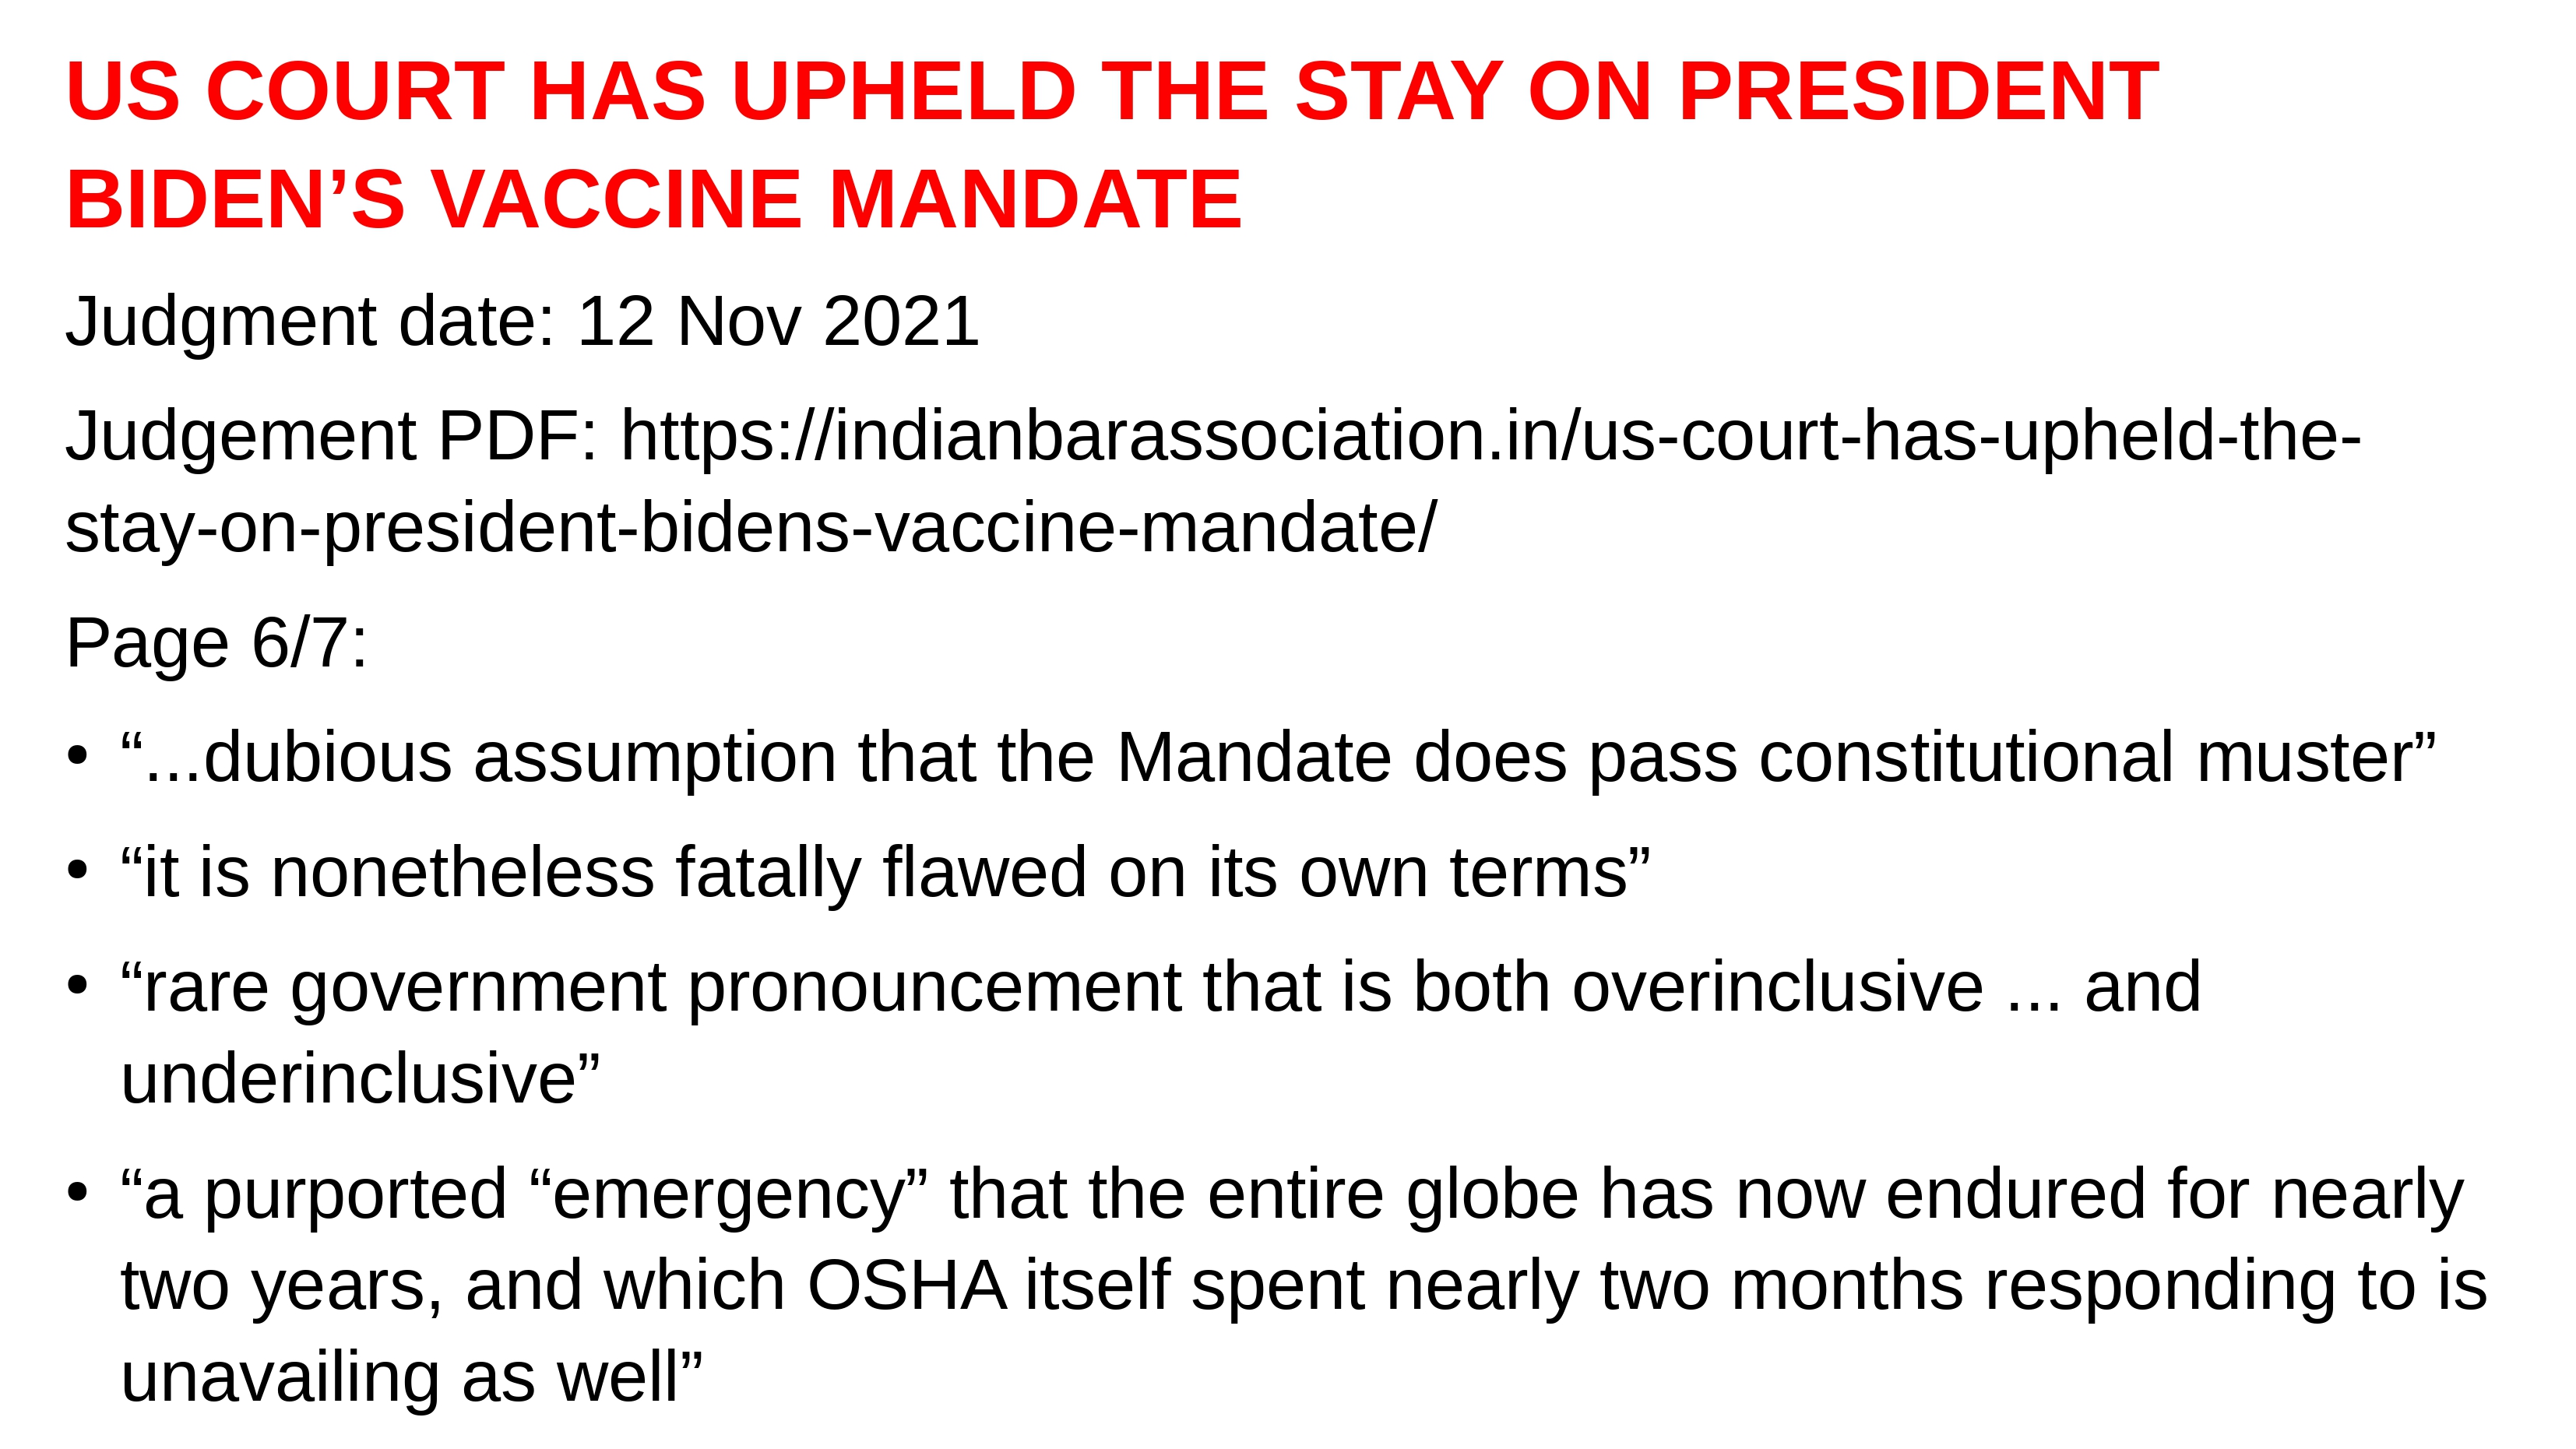 US COURT HAS UPHELD THE STAY ON PRESIDENT
BIDEN’S VACCINE MANDATE
Judgment date: 12 Nov 2021
Judgement PDF: https://indianbarassociation.in/us-court-has-upheld-the-
stay-on-president-bidens-vaccine-mandate/
Page 6/7:
• “...dubious assumption that the Mandate does pass constitutional muster”
• “it is nonetheless fatally flawed on its own terms”
• “rare government pronouncement that is both overinclusive ... and
underinclusive”
• “a purported “emergency” that the entire globe has now endured for nearly
two years, and which OSHA itself spent nearly two months responding to is
unavailing as well”